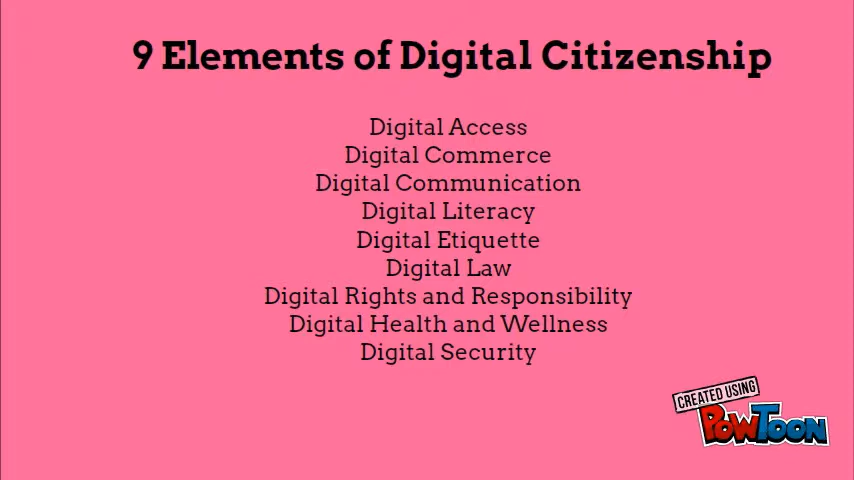 9 Elements of Digital Citizenship
Digital Access
Digital Commerce
Digital Communication
Digital Literacy
Digital Etiquette
Digital Law
Digital Rights and Responsibility
Digital Health and Wellness
Digital Security
CREATED USING
POWTOON